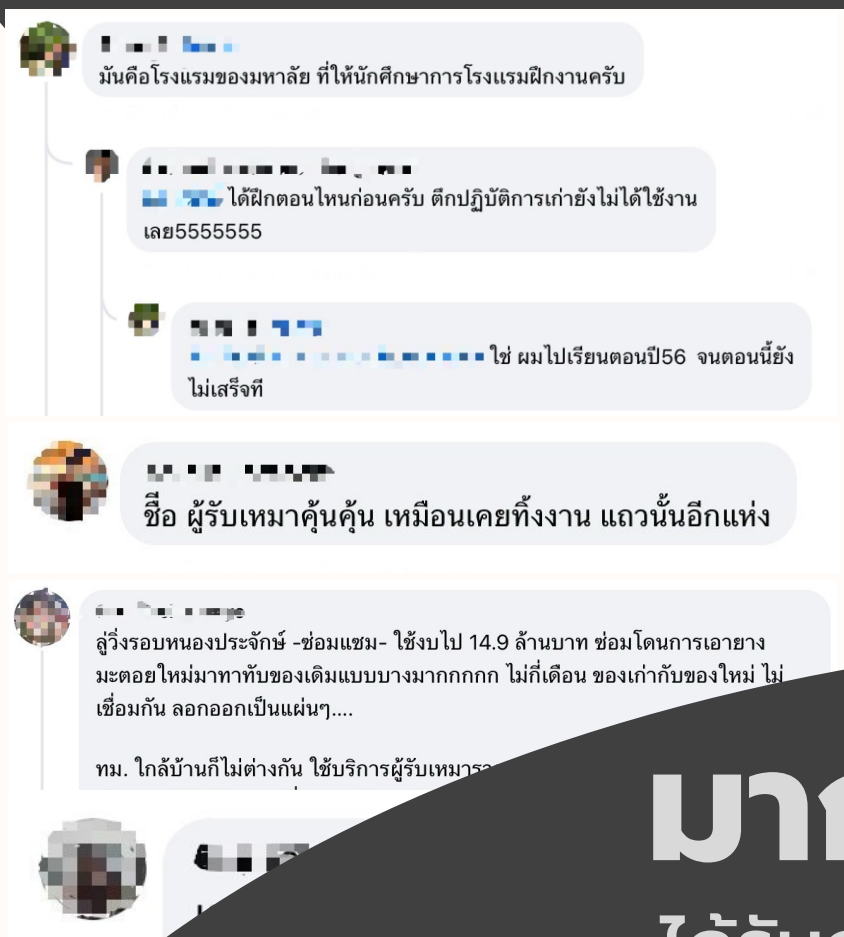 มันคือโรงแรมของมหาลัย ที่ให้นักศึกษาการโรงแรมฝึกงานครับ
ได้ฝึกตอนไหนก่อนครับ ตึกปฏิบัติการเก่ายังไม่ได้ใช้งาน
เลย5555555
ใช่ ผมไปเรียนตอนปี56 จนตอนนี้ยัง
ไม่เสร็จที
ชื่อ ผู้รับเหมาคุ้นคุ้น เหมือนเคยทิ้งงาน แถวนั้นอีกแห่ง
ลู่วิ่งรอบหนองประจักษ์ -ซ่อมแซม- ใช้งบไป 14.9 ล้านบาท ซ่อมโดนการเอายาง
มะตอยใหม่มาทาทับของเดิมแบบบางมากกกกก ไม่กี่เดือน ของเก่ากับของใหม่ ไม่
เชื่อมกัน ลอกออกเป็นแผ่นๆ....
ทม. ใกล้บ้านก็ไม่ต่างกัน ใช้บริการผู้รับเหมา